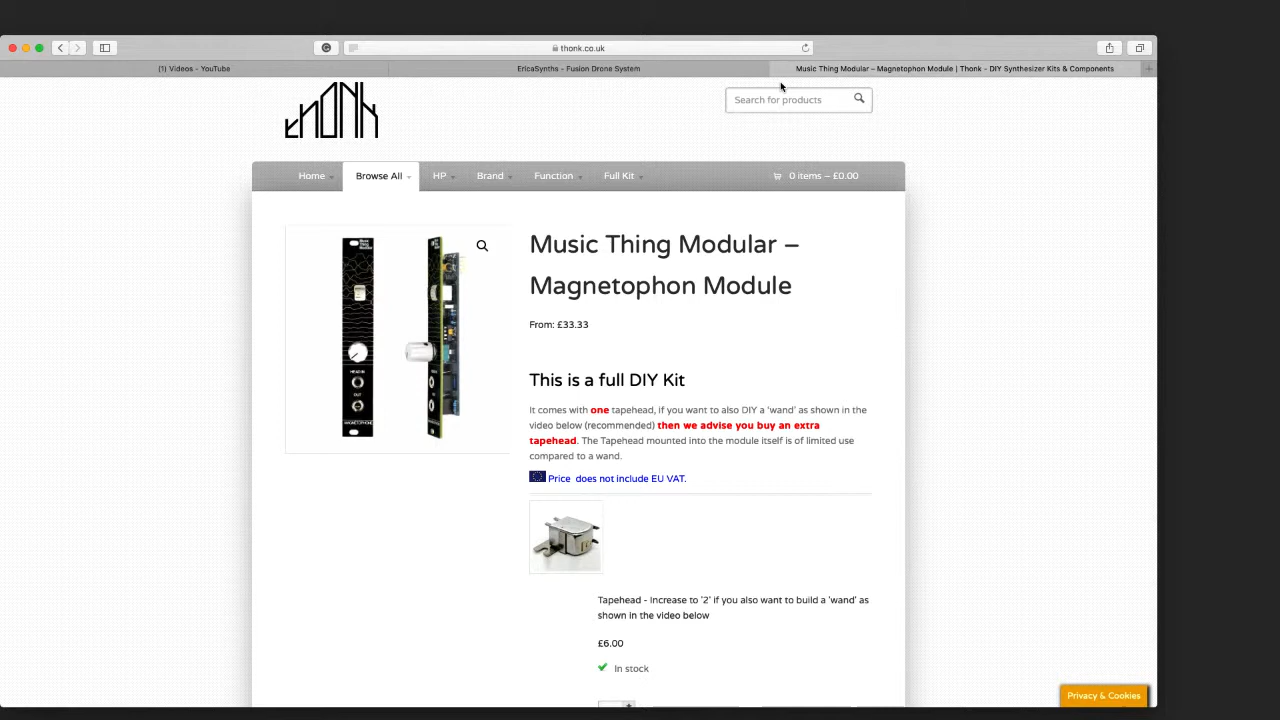 thonk.co.uk
(1) Videos - YouTube
EricaSynths - Fusion Drone System
Music Thing Modular – Magnetophon Module | Thonk - DIY Synthesizer Kits & Components
thonk
Search for products
Home
Browse All
HP
Brand
Function
Full Kit
0 items – £0.00
Music Thing Modular –
Magnetophon Module
From: £33.33
This is a full DIY Kit
It comes with one tapehead, if you want to also DIY a 'wand' as shown in the
video below (recommended) then we advise you buy an extra
tapehead. The Tapehead mounted into the module itself is of limited use
compared to a wand.
Price does not include EU VAT.
Tapehead - Increase to '2' if you also want to build a 'wand' as
shown in the video below
£6.00
In stock
Privacy & Cookies
HEAD IN
OUT
MAGNETOPHON